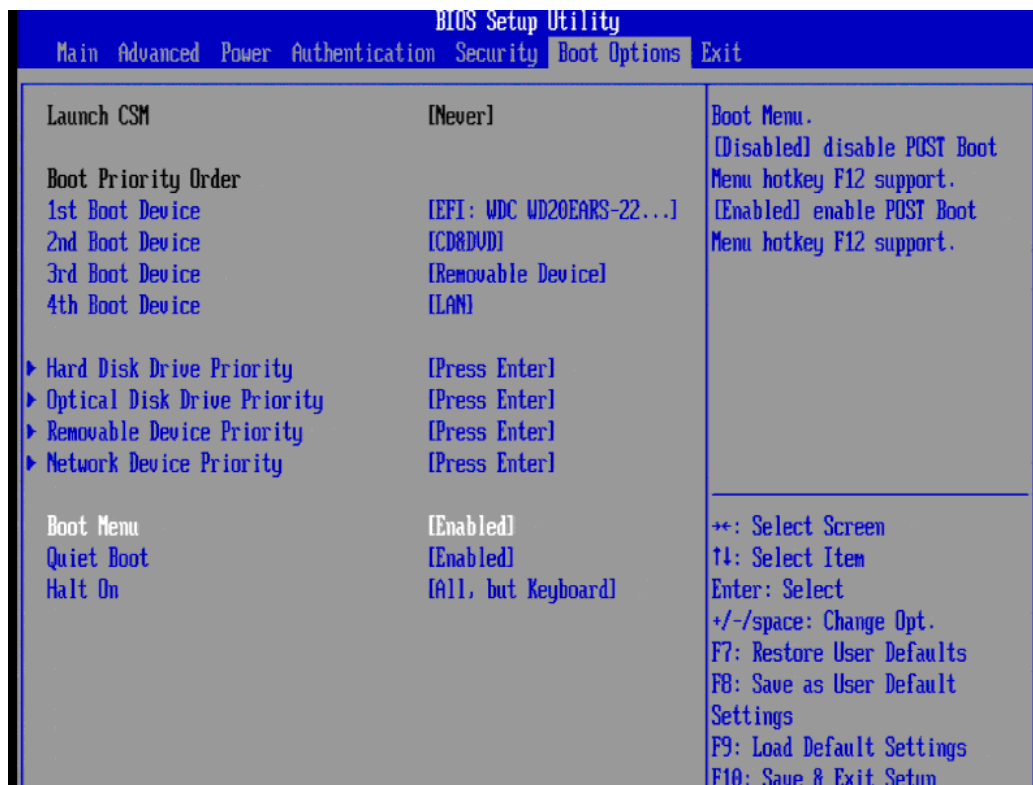 BIOS Setup Utility
Main Advanced Power Authentication Security Boot Options Exit
Launch CSM [Never]
Boot Priority Order
1st Boot Device [EFI: WDC WD20EARS-22...]
2nd Boot Device [CD&DVD]
3rd Boot Device [Removable Device]
4th Boot Device [LAN]
Hard Disk Drive Priority [Press Enter]
Optical Disk Drive Priority [Press Enter]
Removable Device Priority [Press Enter]
Network Device Priority [Press Enter]
Boot Menu [Enabled]
Quiet Boot [Enabled]
Halt On [All, but Keyboard]
Boot Menu.
[Disabled] disable POST Boot
Menu hotkey F12 support.
[Enabled] enable POST Boot
Menu hotkey F12 support.
→←: Select Screen
↑↓: Select Item
Enter: Select
+/-/space: Change Opt.
F7: Restore User Defaults
F8: Save as User Default
Settings
F9: Load Default Settings
F10: Save & Exit Setup